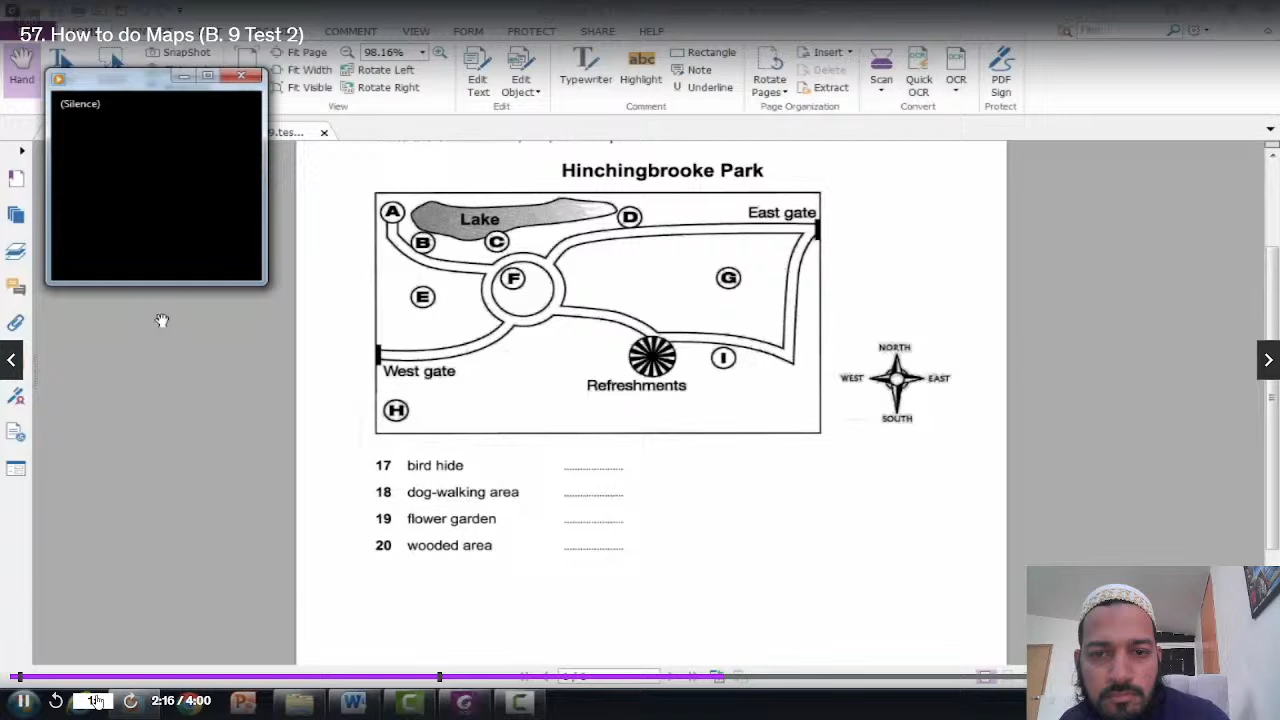 57. How to do Maps (B. 9 Test 2)
COMMENT VIEW FORM PROTECT SHARE HELP
Hand
SnapShot
Fit Page
Fit Width
Fit Visible
98.16%
Rotate Left
Rotate Right
View
Edit Text
Edit Object
Edit
Typewriter
Highlight
Rectangle
Note
Underline
Comment
Rotate Pages
Insert
Delete
Extract
Page Organization
Scan
Quick OCR
OCR
Convert
PDF Sign
Protect
9.tes...
(Silence)
Hinchingbrooke Park
A
Lake
B
C
D
East gate
F
G
E
West gate
Refreshments
I
H
NORTH
WEST
EAST
SOUTH
17 bird hide
18 dog-walking area
19 flower garden
20 wooded area
2:16 / 4:00